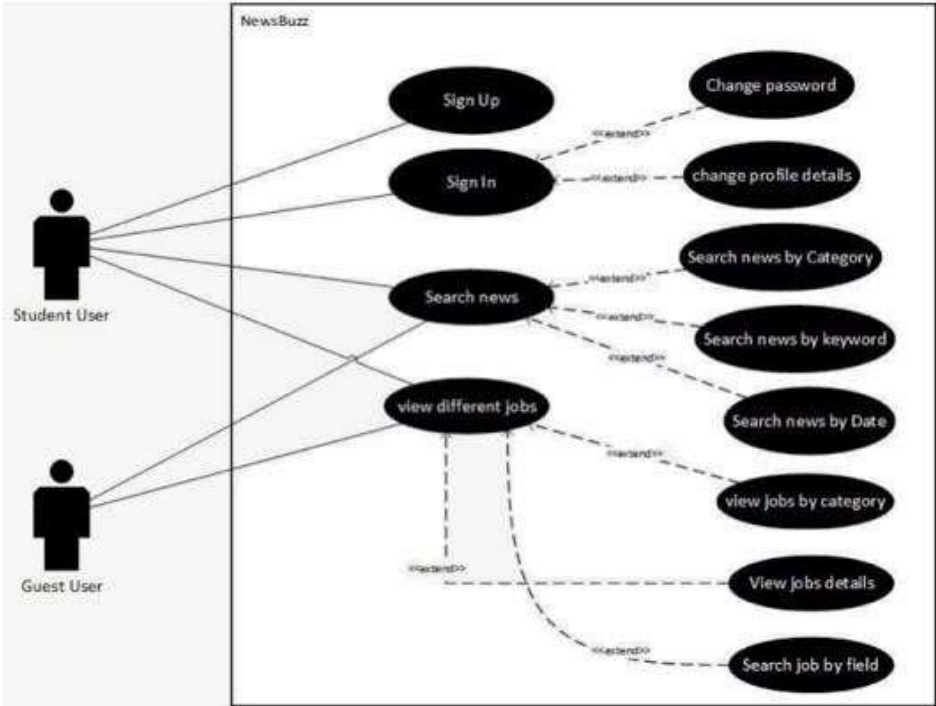 NewsBuzz
Sign Up
Change password
<<extend>>
Sign In
<<extend>>
change profile details
Student User
Search news
<<extend>>
Search news by Category
<<extend>>
Search news by keyword
<<extend>>
Search news by Date
view different jobs
<<extend>>
view jobs by category
Guest User
<<extend>>
View jobs details
<<extend>>
Search job by field